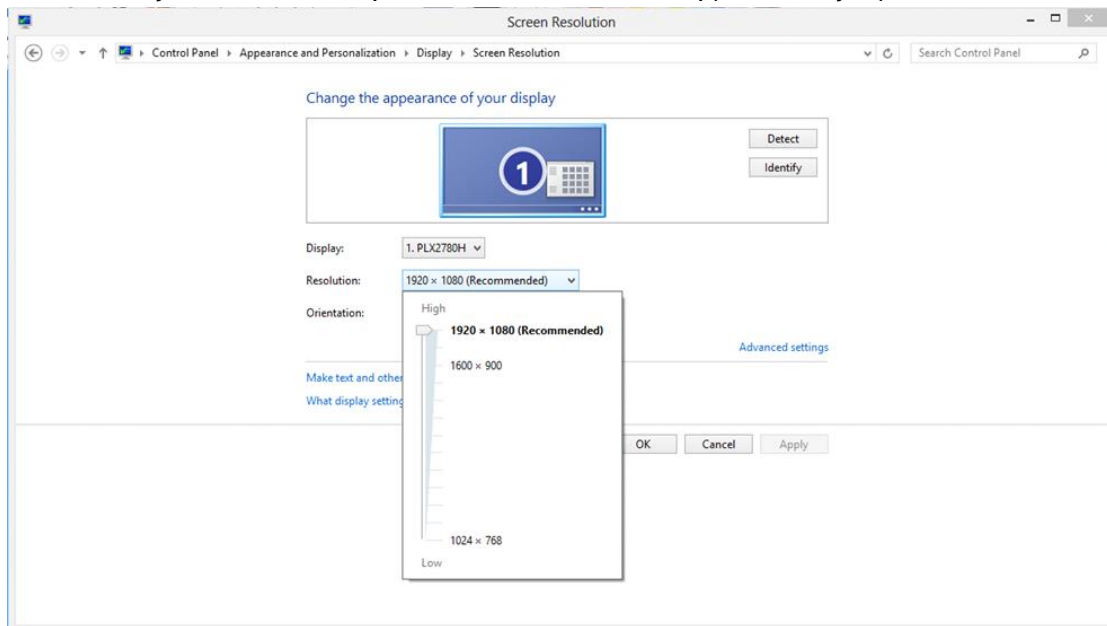 Screen Resolution
Control Panel Appearance and Personalization Display Screen Resolution
Search Control Panel
Change the appearance of your display
1
Detect
Identify
Display: 1. PLX2780H
Resolution: 1920 × 1080 (Recommended)
Orientation:
High
1920 × 1080 (Recommended)
1600 × 900
1024 × 768
Low
Advanced settings
Make text and other
What display setting
OK Cancel Apply